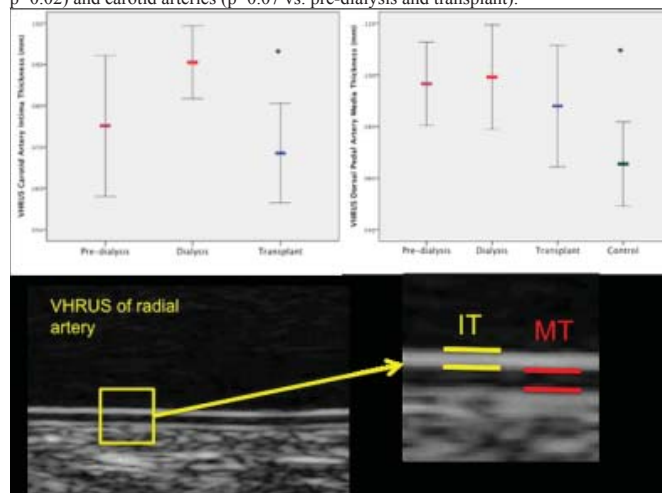 p=0.02) and carotid arteries (p=0.07 vs. pre-dialysis and transplant).
VHRUS Carotid Artery Intima Thickness (mm)
Pre-dialysis Dialysis Transplant
VHRUS Dorsal Pedal Artery Media Thickness (mm)
Pre-dialysis Dialysis Transplant Control
VHRUS of radial
artery
IT
MT